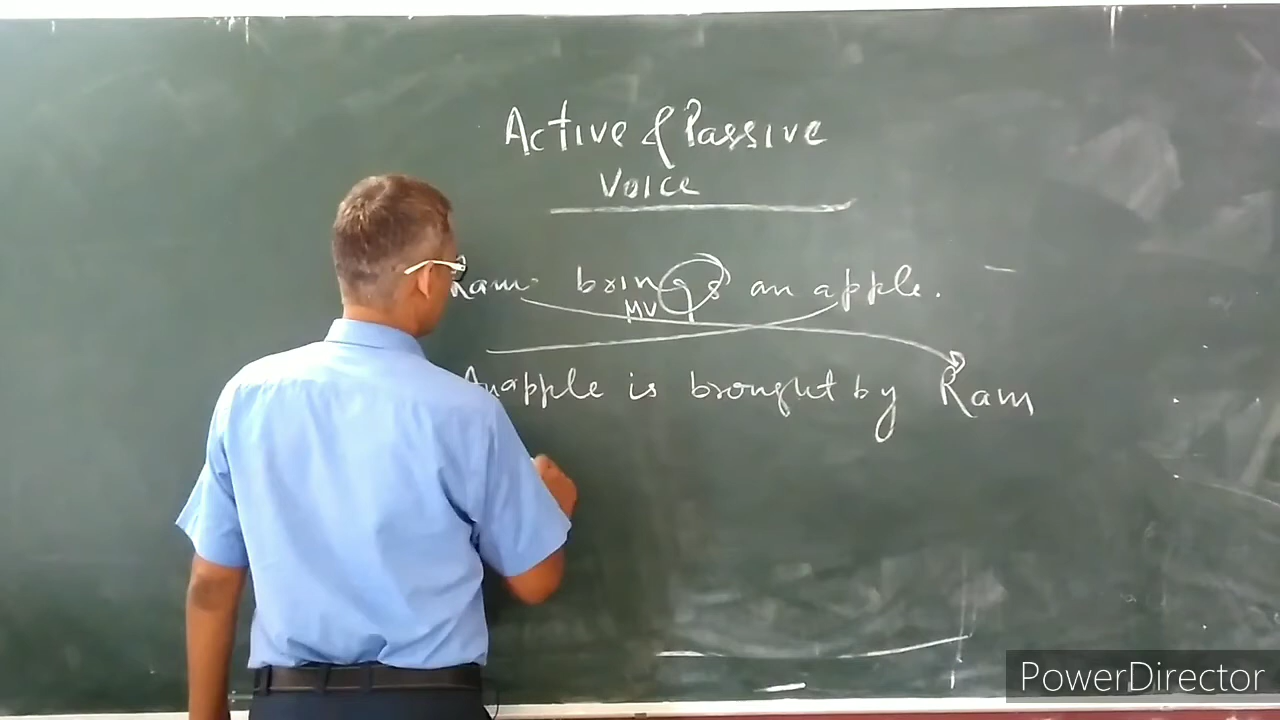 Active & Passive
Voice
Ram brings an apple.
MV
An apple is brought by Ram
PowerDirector